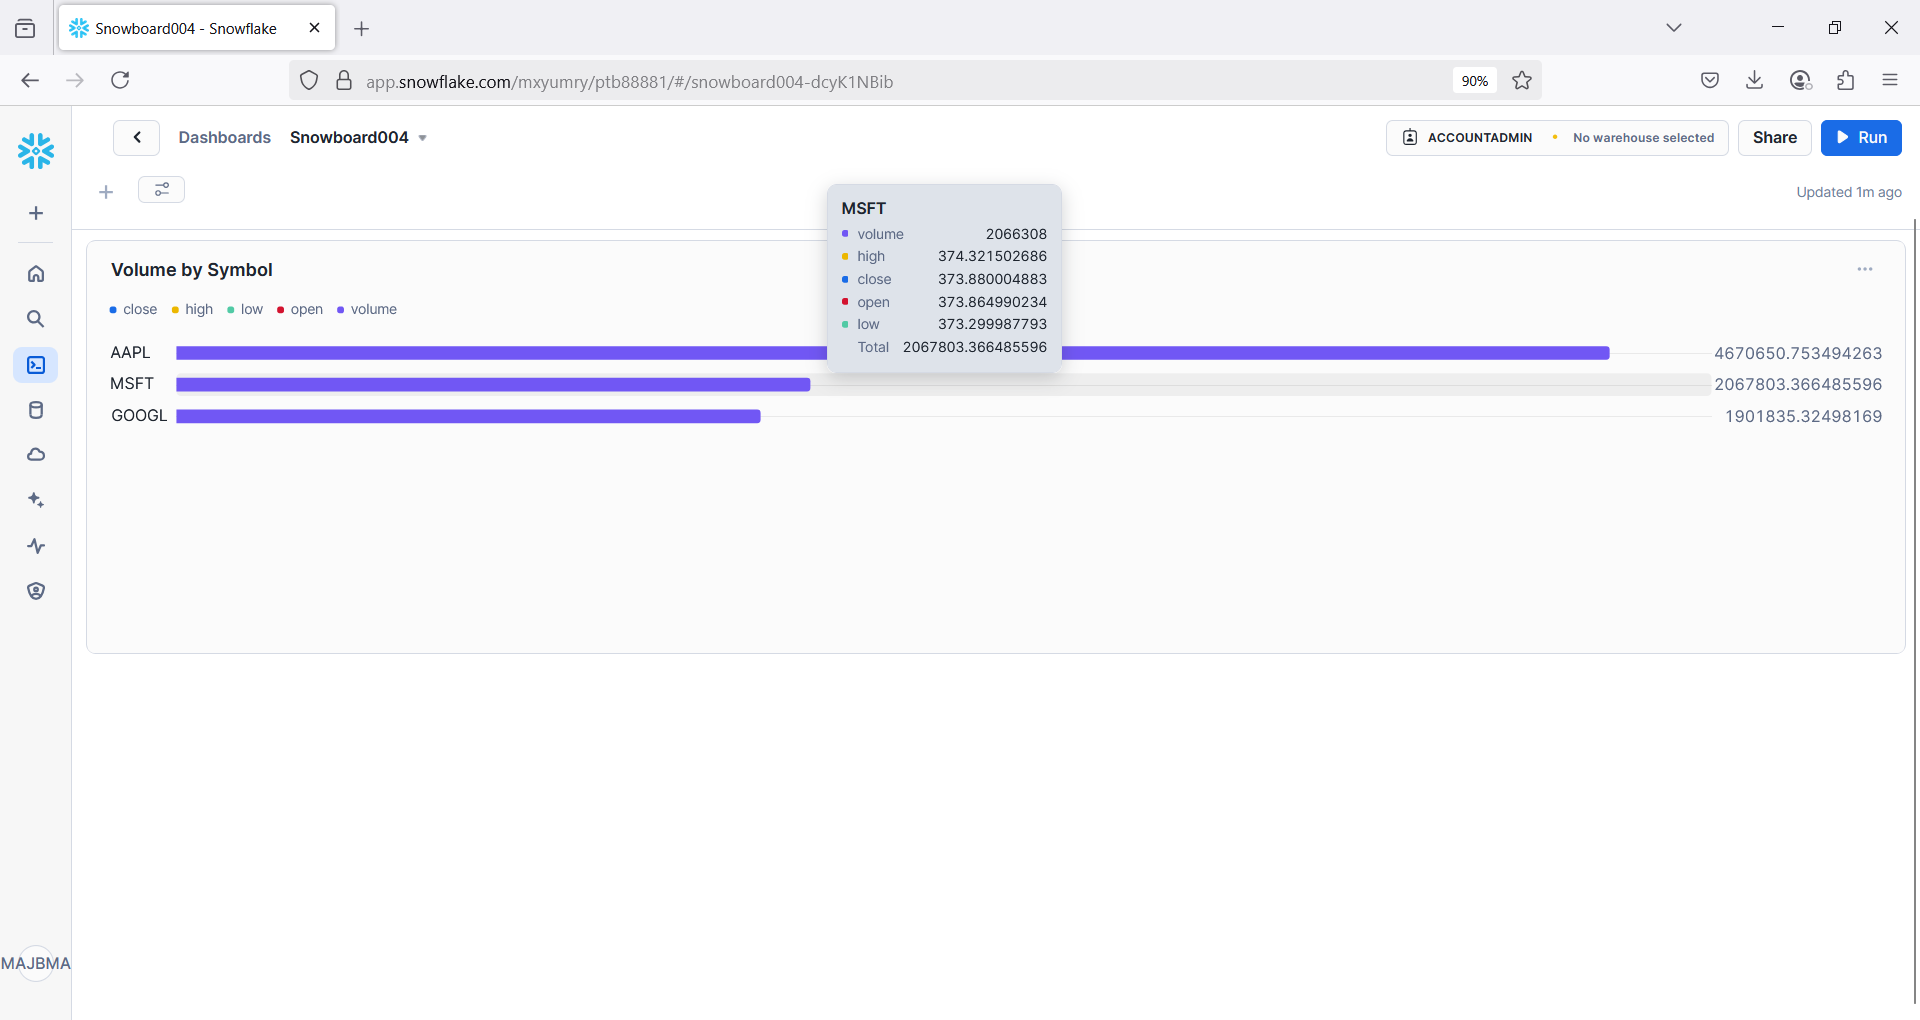 Snowboard004 - Snowflake
app.snowflake.com/mxyumry/ptb88881/#/snowboard004-dcyK1NBib
90%
Dashboards Snowboard004
ACCOUNTADMIN No warehouse selected
Share
Run
Updated 1m ago
Volume by Symbol
close high low open volume
AAPL 4670650.753494263
MSFT 2067803.366485596
GOOGL 1901835.32498169
MSFT
volume 2066308
high 374.321502686
close 373.880004883
open 373.864990234
low 373.299987793
Total 2067803.366485596
MAJBMA